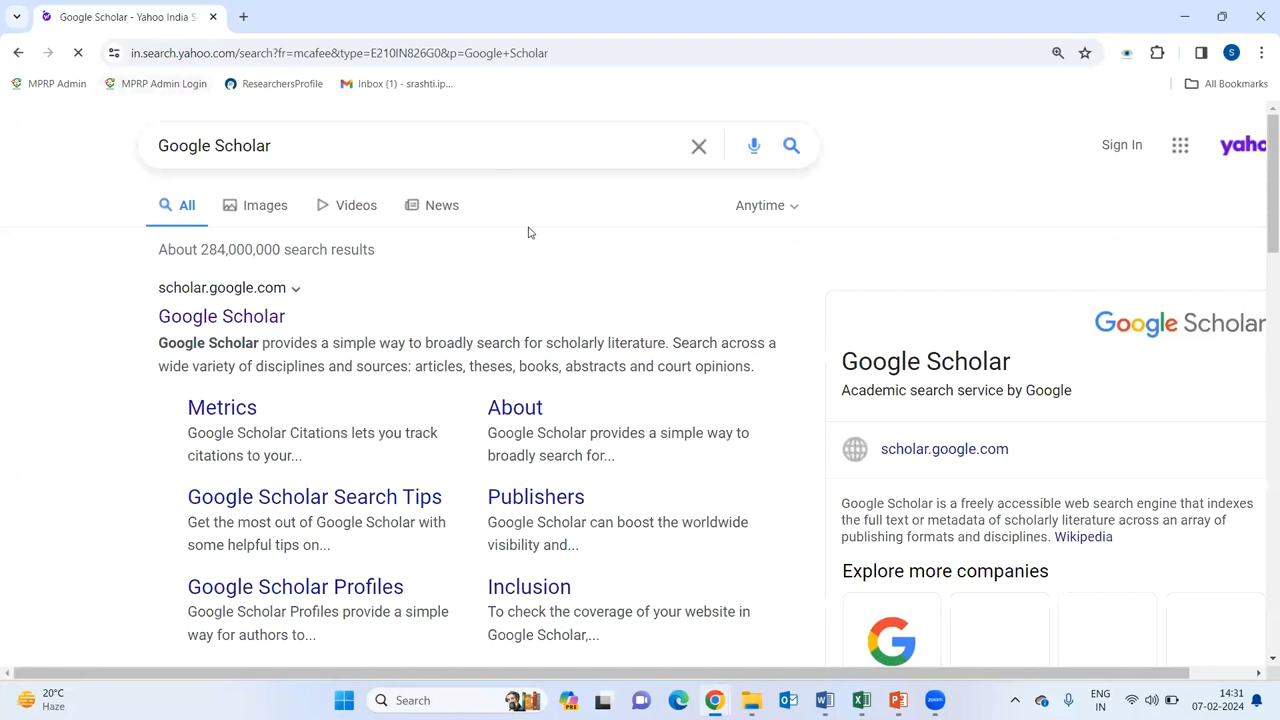 Google Scholar - Yahoo India S
in.search.yahoo.com/search?fr=mcafee&type=E210IN826G0&p=Google+Scholar
S
MPRP Admin
MPRP Admin Login
ResearchersProfile
Inbox (1) - srashti.ip...
All Bookmarks
Google Scholar
Sign In
yaho
All
Images
Videos
News
Anytime
About 284,000,000 search results
scholar.google.com
Google Scholar
Google Scholar provides a simple way to broadly search for scholarly literature. Search across a
wide variety of disciplines and sources: articles, theses, books, abstracts and court opinions.
Metrics
Google Scholar Citations lets you track
citations to your...
About
Google Scholar provides a simple way to
broadly search for...
Google Scholar Search Tips
Get the most out of Google Scholar with
some helpful tips on...
Publishers
Google Scholar can boost the worldwide
visibility and...
Google Scholar Profiles
Google Scholar Profiles provide a simple
way for authors to...
Inclusion
To check the coverage of your website in
Google Scholar,...
Google Scholar
Google Scholar
Academic search service by Google
scholar.google.com
Google Scholar is a freely accessible web search engine that indexes
the full text or metadata of scholarly literature across an array of
publishing formats and disciplines. Wikipedia
Explore more companies
G
20°C
Haze
Search
PRE
zoom
ENG
IN
14:31
07-02-2024